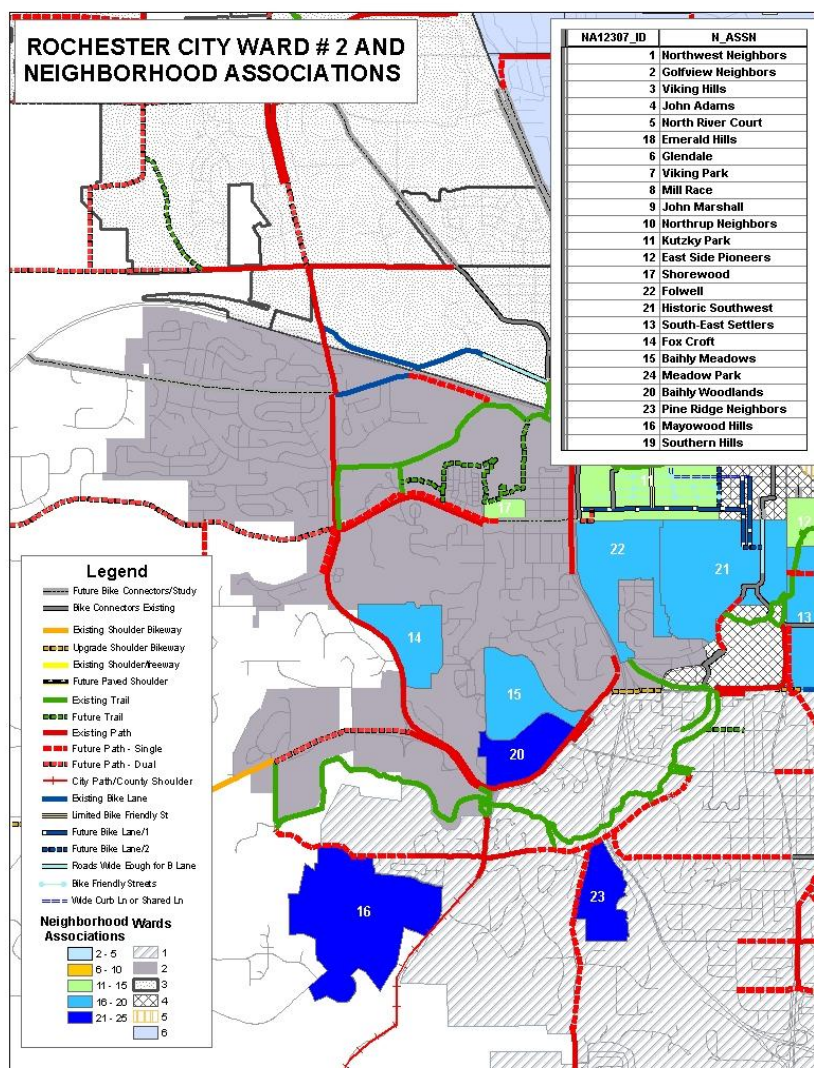 ROCHESTER CITY WARD # 2 AND
NEIGHBORHOOD ASSOCIATIONS
NA12307_ID N_ASSN
1 Northwest Neighbors
2 Golfview Neighbors
3 Viking Hills
4 John Adams
5 North River Court
18 Emerald Hills
6 Glendale
7 Viking Park
8 Mill Race
9 John Marshall
10 Northrup Neighbors
11 Kutzky Park
12 East Side Pioneers
17 Shorewood
22 Folwell
21 Historic Southwest
13 South-East Settlers
14 Fox Croft
15 Baihly Meadows
24 Meadow Park
20 Baihly Woodlands
23 Pine Ridge Neighbors
16 Mayowood Hills
19 Southern Hills
11
17
12
22
21
14
13
15
20
16
23
Legend
Future Bike Connectors/Study
Bike Connectors Existing
Existing Shoulder Bikeway
Upgrade Shoulder Bikeway
Existing Shoulder/freeway
Future Paved Shoulder
Existing Trail
Future Trail
Existing Path
Future Path - Single
Future Path - Dual
City Path/County Shoulder
Existing Bike Lane
Limited Bike Friendly St
Future Bike Lane/1
Future Bike Lane/2
Roads Wide Eough for B Lane
Bike Friendly Streets
Wide Curb Ln or Shared Ln
Neighborhood Wards
Associations
2 - 5 1
6 - 10 2
11 - 15 3
16 - 20 4
21 - 25 5
6